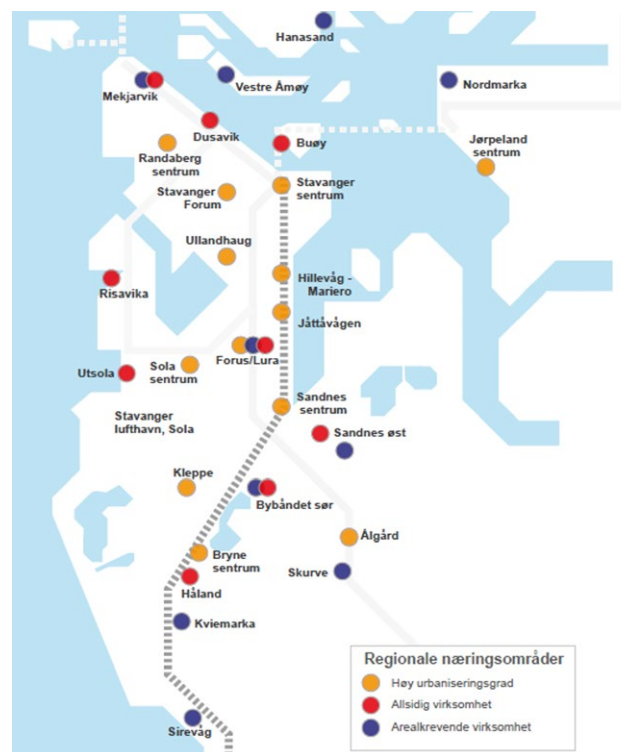 Hanasand
Vestre Åmøy
Nordmarka
Mekjarvik
Dusavik
Buøy
Jørpeland
sentrum
Randaberg
sentrum
Stavanger
sentrum
Stavanger
Forum
Ullandhaug
Hillevåg -
Mariero
Risavika
Jåttåvågen
Forus/Lura
Sola
sentrum
Utsola
Sandnes
sentrum
Stavanger
lufthavn, Sola
Sandnes øst
Kleppe
Bybåndet sør
Ålgård
Bryne
sentrum
Skurve
Håland
Kviemarka
Sirevåg
Regionale næringsområder
Høy urbaniseringsgrad
Allsidig virksomhet
Arealkrevende virksomhet